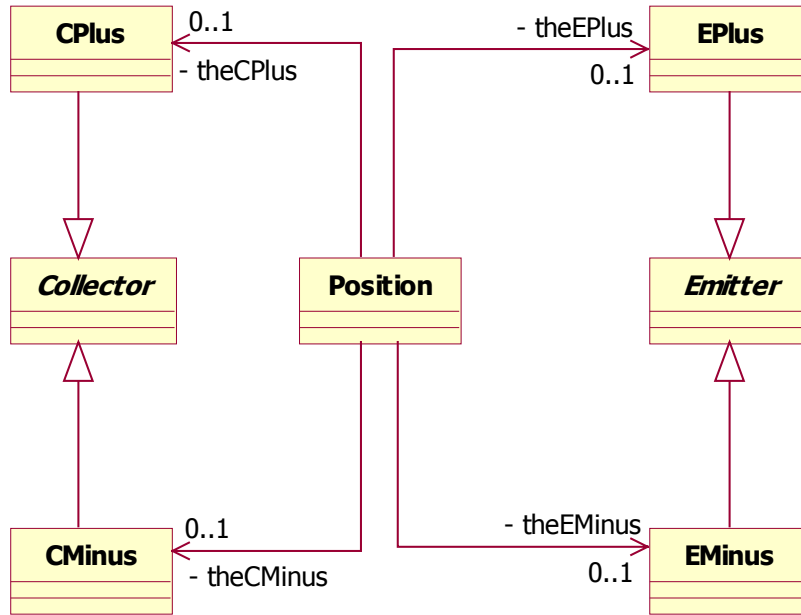 CPlus
0..1
- theCPlus
- theEPlus
0..1
EPlus
Collector
Position
Emitter
CMinus
0..1
- theCMinus
- theEMinus
0..1
EMinus